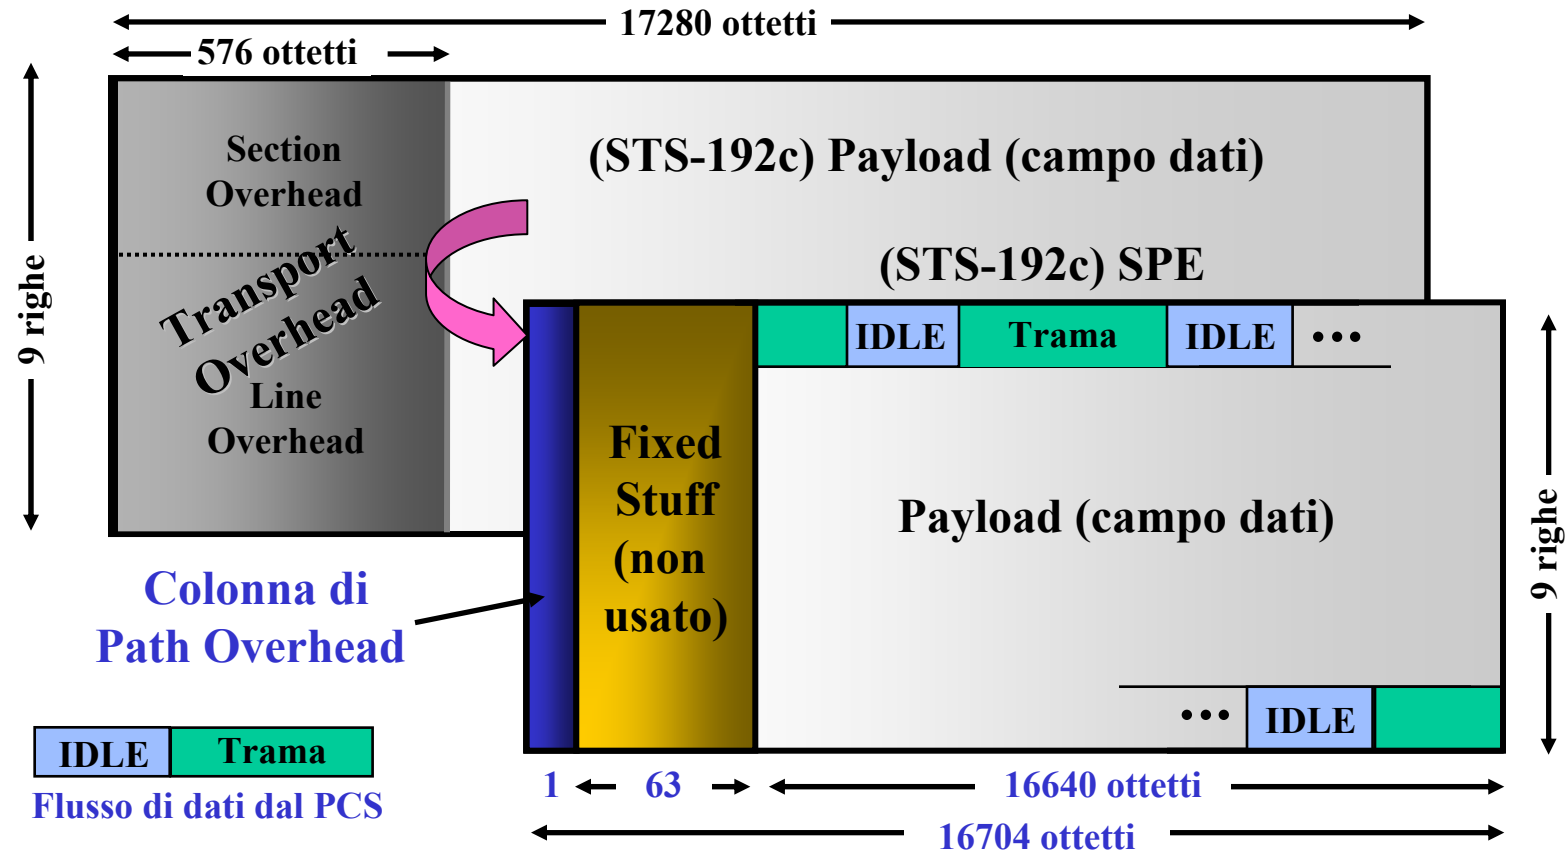 17280 ottetti
576 ottetti
9 righe
Section
Overhead
Transport
Overhead
Line
Overhead
(STS-192c) Payload (campo dati)
(STS-192c) SPE
IDLE
Trama
IDLE
•••
Fixed
Stuff
(non
usato)
Payload (campo dati)
9 righe
Colonna di
Path Overhead
•••
IDLE
IDLE
Trama
Flusso di dati dal PCS
1
63
16640 ottetti
16704 ottetti